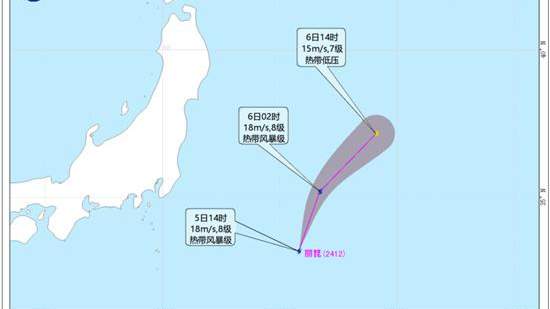 6日14时
15m/s,7级
热带低压
6日02时
18m/s,8级
热带风暴级
5日14时
18m/s,8级
热带风暴级
丽琵(2412)